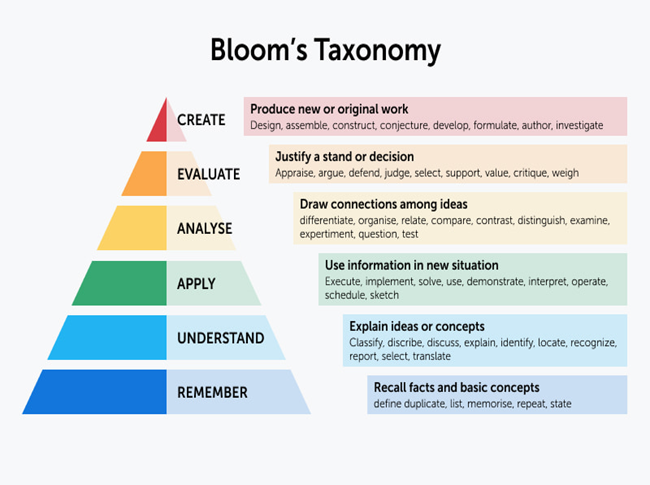 Bloom's Taxonomy
CREATE
Produce new or original work
Design, assemble, construct, conjecture, develop, formulate, author, investigate
EVALUATE
Justify a stand or decision
Appraise, argue, defend, judge, select, support, value, critique, weigh
ANALYSE
Draw connections among ideas
differentiate, organise, relate, compare, contrast, distinguish, examine,
expertiment, question, test
APPLY
Use information in new situation
Execute, implement, solve, use, demonstrate, interpret, operate,
schedule, sketch
UNDERSTAND
Explain ideas or concepts
Classify, discribe, discuss, explain, identify, locate, recognize,
report, select, translate
REMEMBER
Recall facts and basic concepts
define duplicate, list, memorise, repeat, state